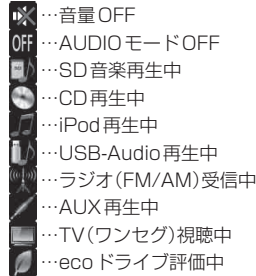 …音量OFF
OFF…AUDIOモードOFF
…SD音楽再生中
…CD再生中
…iPod再生中
…USB-Audio再生中
…ラジオ(FM/AM)受信中
…AUX再生中
…TV(ワンセグ)視聴中
…ecoドライブ評価中